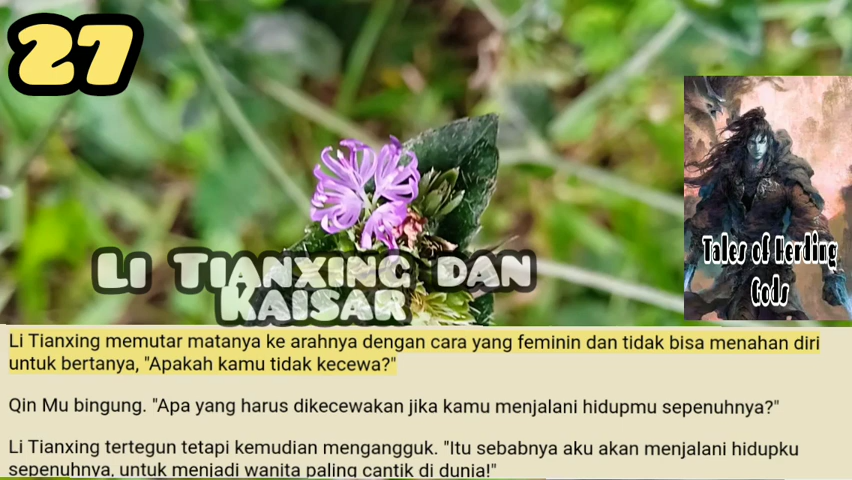 27
Tales of Herding
Gods
Li Tianxing dan
Kaisar
Li Tianxing memutar matanya ke arahnya dengan cara yang feminin dan tidak bisa menahan diri
untuk bertanya, "Apakah kamu tidak kecewa?"
Qin Mu bingung. "Apa yang harus dikecewakan jika kamu menjalani hidupmu sepenuhnya?"
Li Tianxing tertegun tetapi kemudian mengangguk. "Itu sebabnya aku akan menjalani hidupku
sepenuhnya, untuk menjadi wanita paling cantik di dunia!"